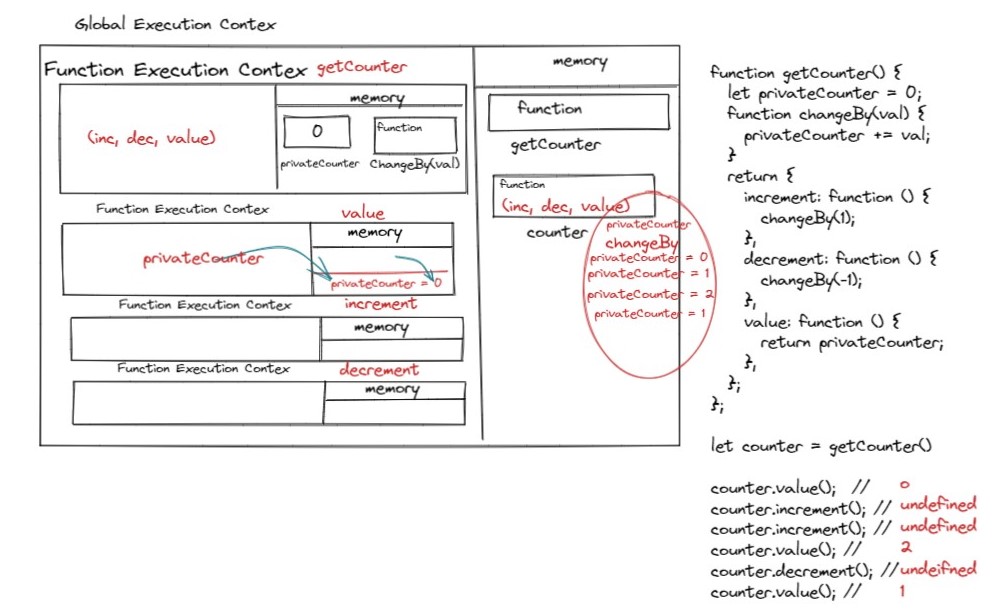 Global Execution Contex
Function Execution Contex getCounter
memory
(inc, dec, value)
0
function
privateCounter
ChangeBy(val)
Function Execution Contex
value
memory
privateCounter
privateCounter = 0
Function Execution Contex
increment
memory
Function Execution Contex
decrement
memory
memory
function
getCounter
function
(inc, dec, value)
counter
privateCounter
changeBy
privateCounter = 0
privateCounter = 1
privateCounter = 2
privateCounter = 1
function getCounter() {
let privateCounter = 0;
function changeBy(val) {
privateCounter += val;
}
return {
increment: function () {
changeBy(1);
},
decrement: function () {
changeBy(-1);
},
value: function () {
return privateCounter;
},
};
};
let counter = getCounter()
counter.value(); // 0
counter.increment(); // undefined
counter.increment(); // undefined
counter.value(); // 2
counter.decrement(); // undeifned
counter.value(); // 1